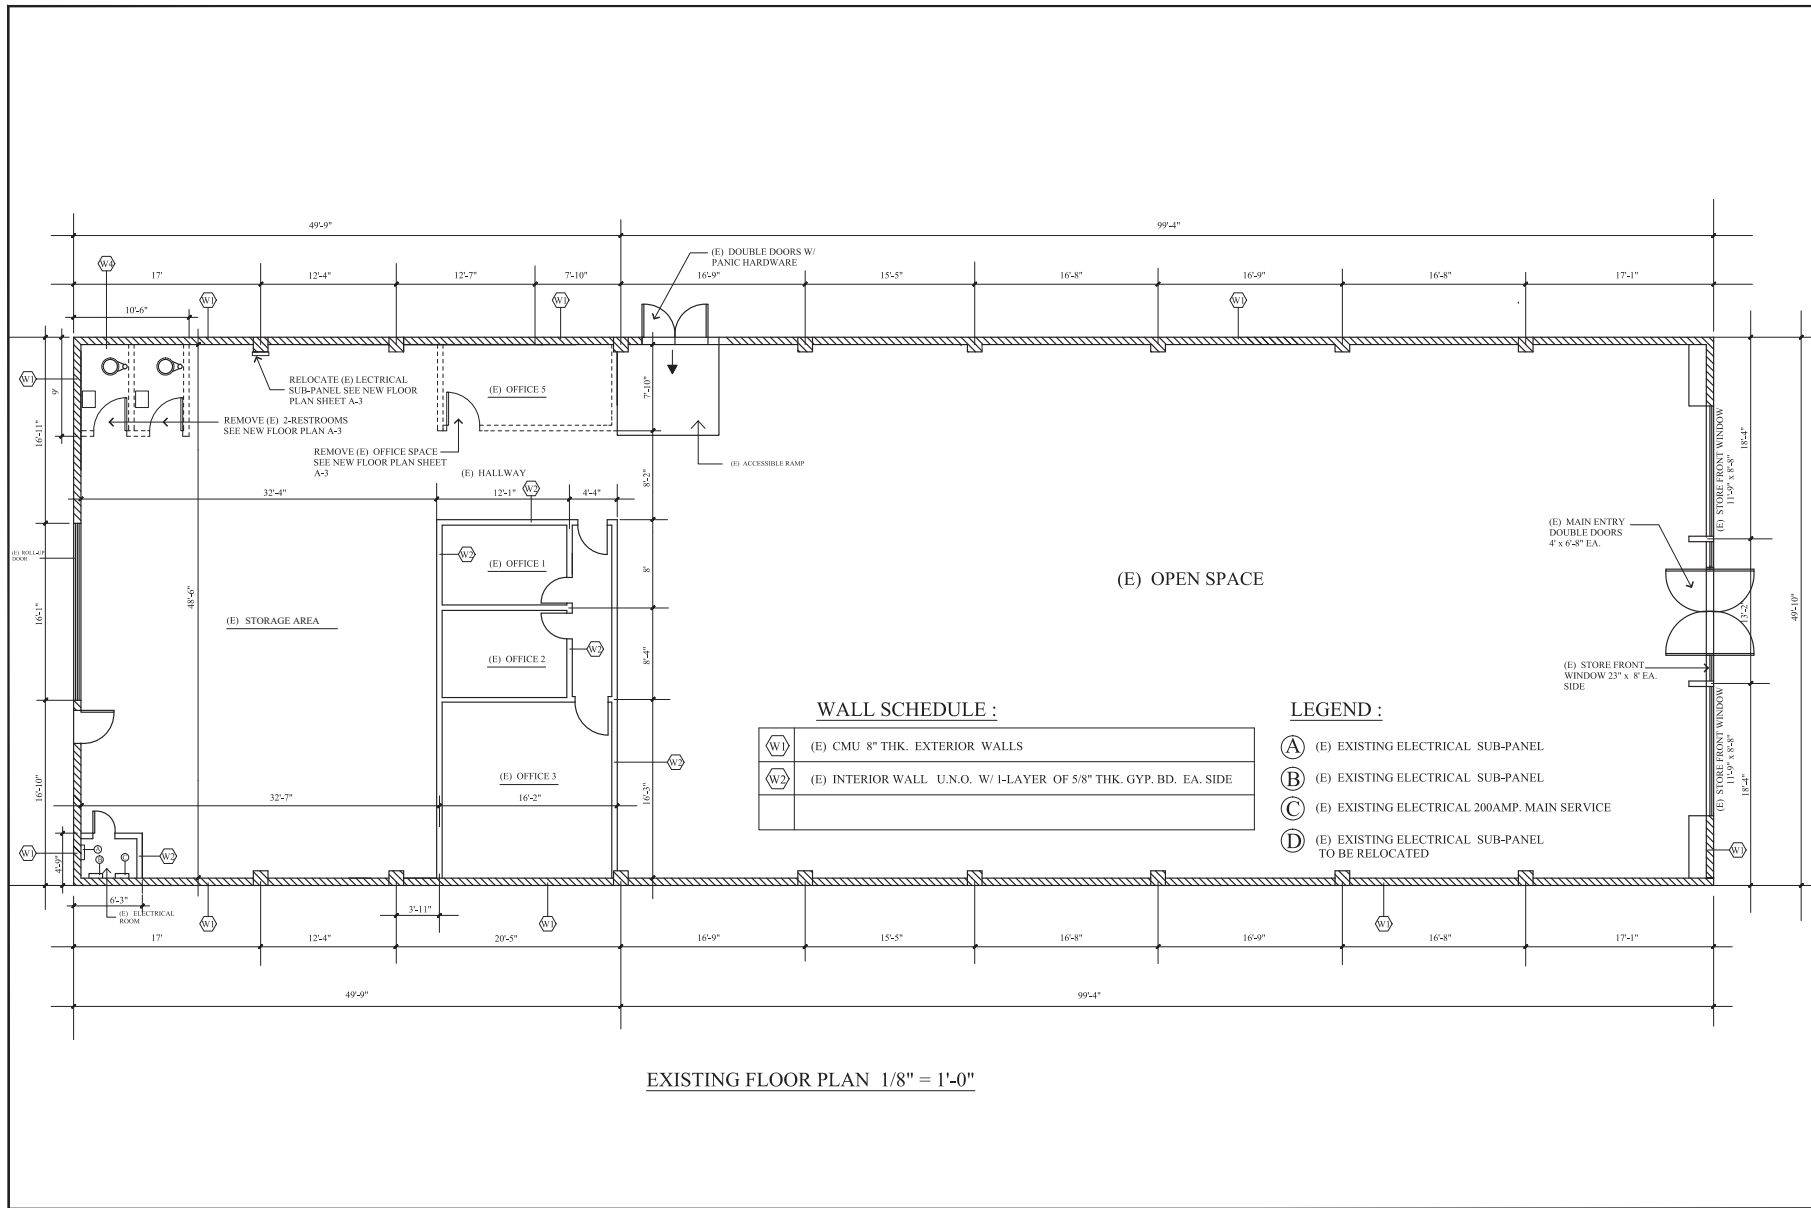 49'-9"
99'-4"
W4
17'
12'-4"
12'-7"
7'-10"
(E) DOUBLE DOORS W/
PANIC HARDWARE
16'-9"
15'-5"
16'-8"
16'-9"
16'-8"
17'-1"
10'-6"
W1
W1
W1
W1
9'
16'-11"
RELOCATE (E) LECTRICAL
SUB-PANEL SEE NEW FLOOR
PLAN SHEET A-3
REMOVE (E) 2-RESTROOMS
SEE NEW FLOOR PLAN A-3
REMOVE (E) OFFICE SPACE
SEE NEW FLOOR PLAN SHEET
A-3
(E) OFFICE 5
7'-10"
(E) ACCESSIBLE RAMP
(E) HALLWAY
32'-4"
12'-1"
W2
4'-4"
8'-2"
(E) STORE FRONT WINDOW
11'-9" x 8'-8"
18'-4"
(E) ROLL-UP
DOOR
W2
(E) OFFICE 1
8'
(E) MAIN ENTRY
DOUBLE DOORS
4' x 6'-8" EA.
(E) OPEN SPACE
48'-6"
16'-1"
(E) STORAGE AREA
13'-2"
49'-10"
(E) OFFICE 2
W2
8'-4"
(E) STORE FRONT
WINDOW 23" x 8' EA.
SIDE
WALL SCHEDULE :
W1 (E) CMU 8" THK. EXTERIOR WALLS
W2 (E) INTERIOR WALL U.N.O. W/ 1-LAYER OF 5/8" THK. GYP. BD. EA. SIDE
LEGEND :
A (E) EXISTING ELECTRICAL SUB-PANEL
B (E) EXISTING ELECTRICAL SUB-PANEL
C (E) EXISTING ELECTRICAL 200AMP. MAIN SERVICE
D (E) EXISTING ELECTRICAL SUB-PANEL
TO BE RELOCATED
(E) STORE FRONT WINDOW
11'-9" x 8'-8"
18'-4"
W2
(E) OFFICE 3
16'-10"
32'-7"
16'-2"
16'-3"
W1
4'-9"
A
B
C
W2
W1
6'-3"
(E) ELECTRICAL
ROOM
W1
3'-11"
W1
W1
17'
12'-4"
20'-5"
16'-9"
15'-5"
16'-8"
16'-9"
16'-8"
17'-1"
49'-9"
99'-4"
EXISTING FLOOR PLAN 1/8" = 1'-0"